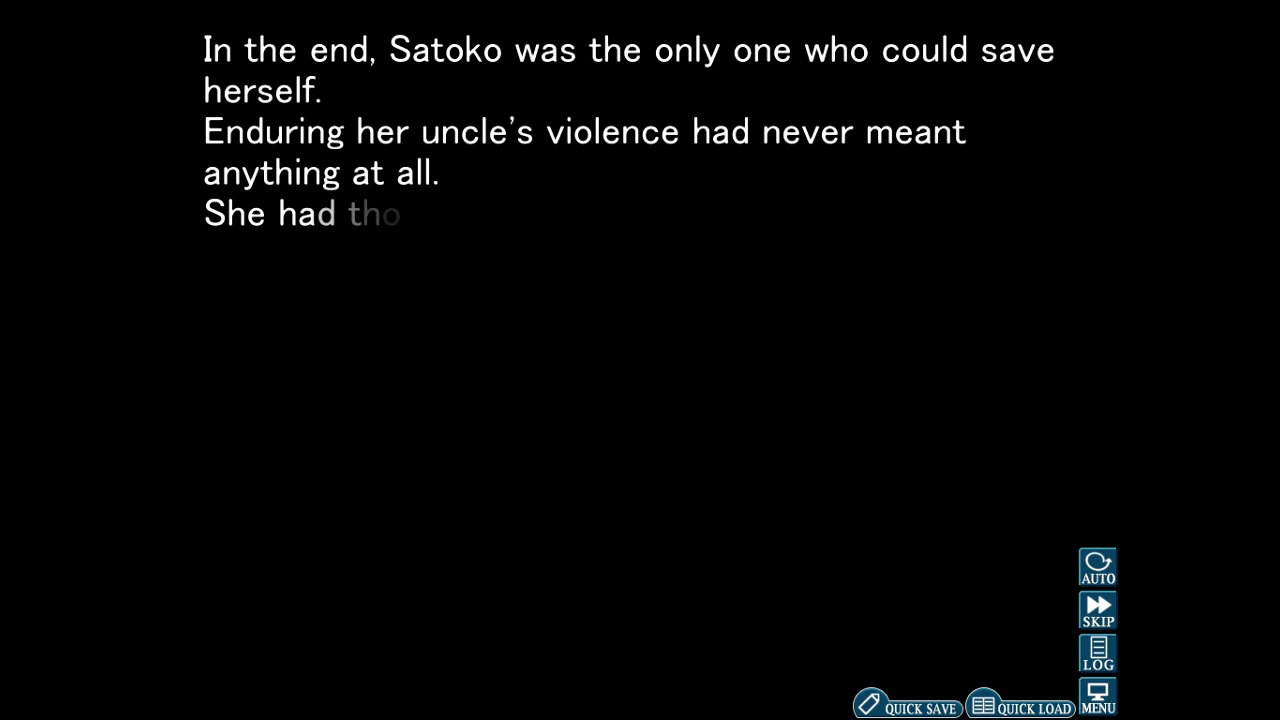 In the end, Satoko was the only one who could save
herself.
Enduring her uncle's violence had never meant
anything at all.
She had tho
AUTO
SKIP
LOG
QUICK SAVE
QUICK LOAD
MENU